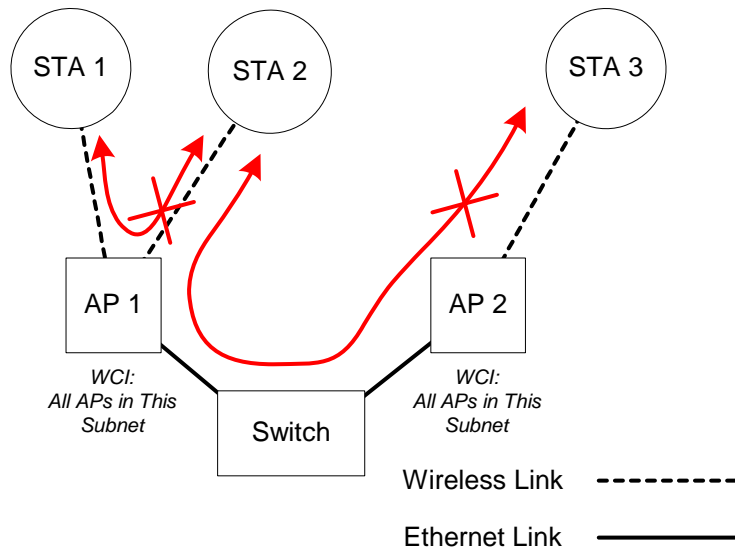 STA 1
STA 2
STA 3
AP 1
AP 2
WCI:
All APs in This
Subnet
WCI:
All APs in This
Subnet
Switch
Wireless Link
Ethernet Link